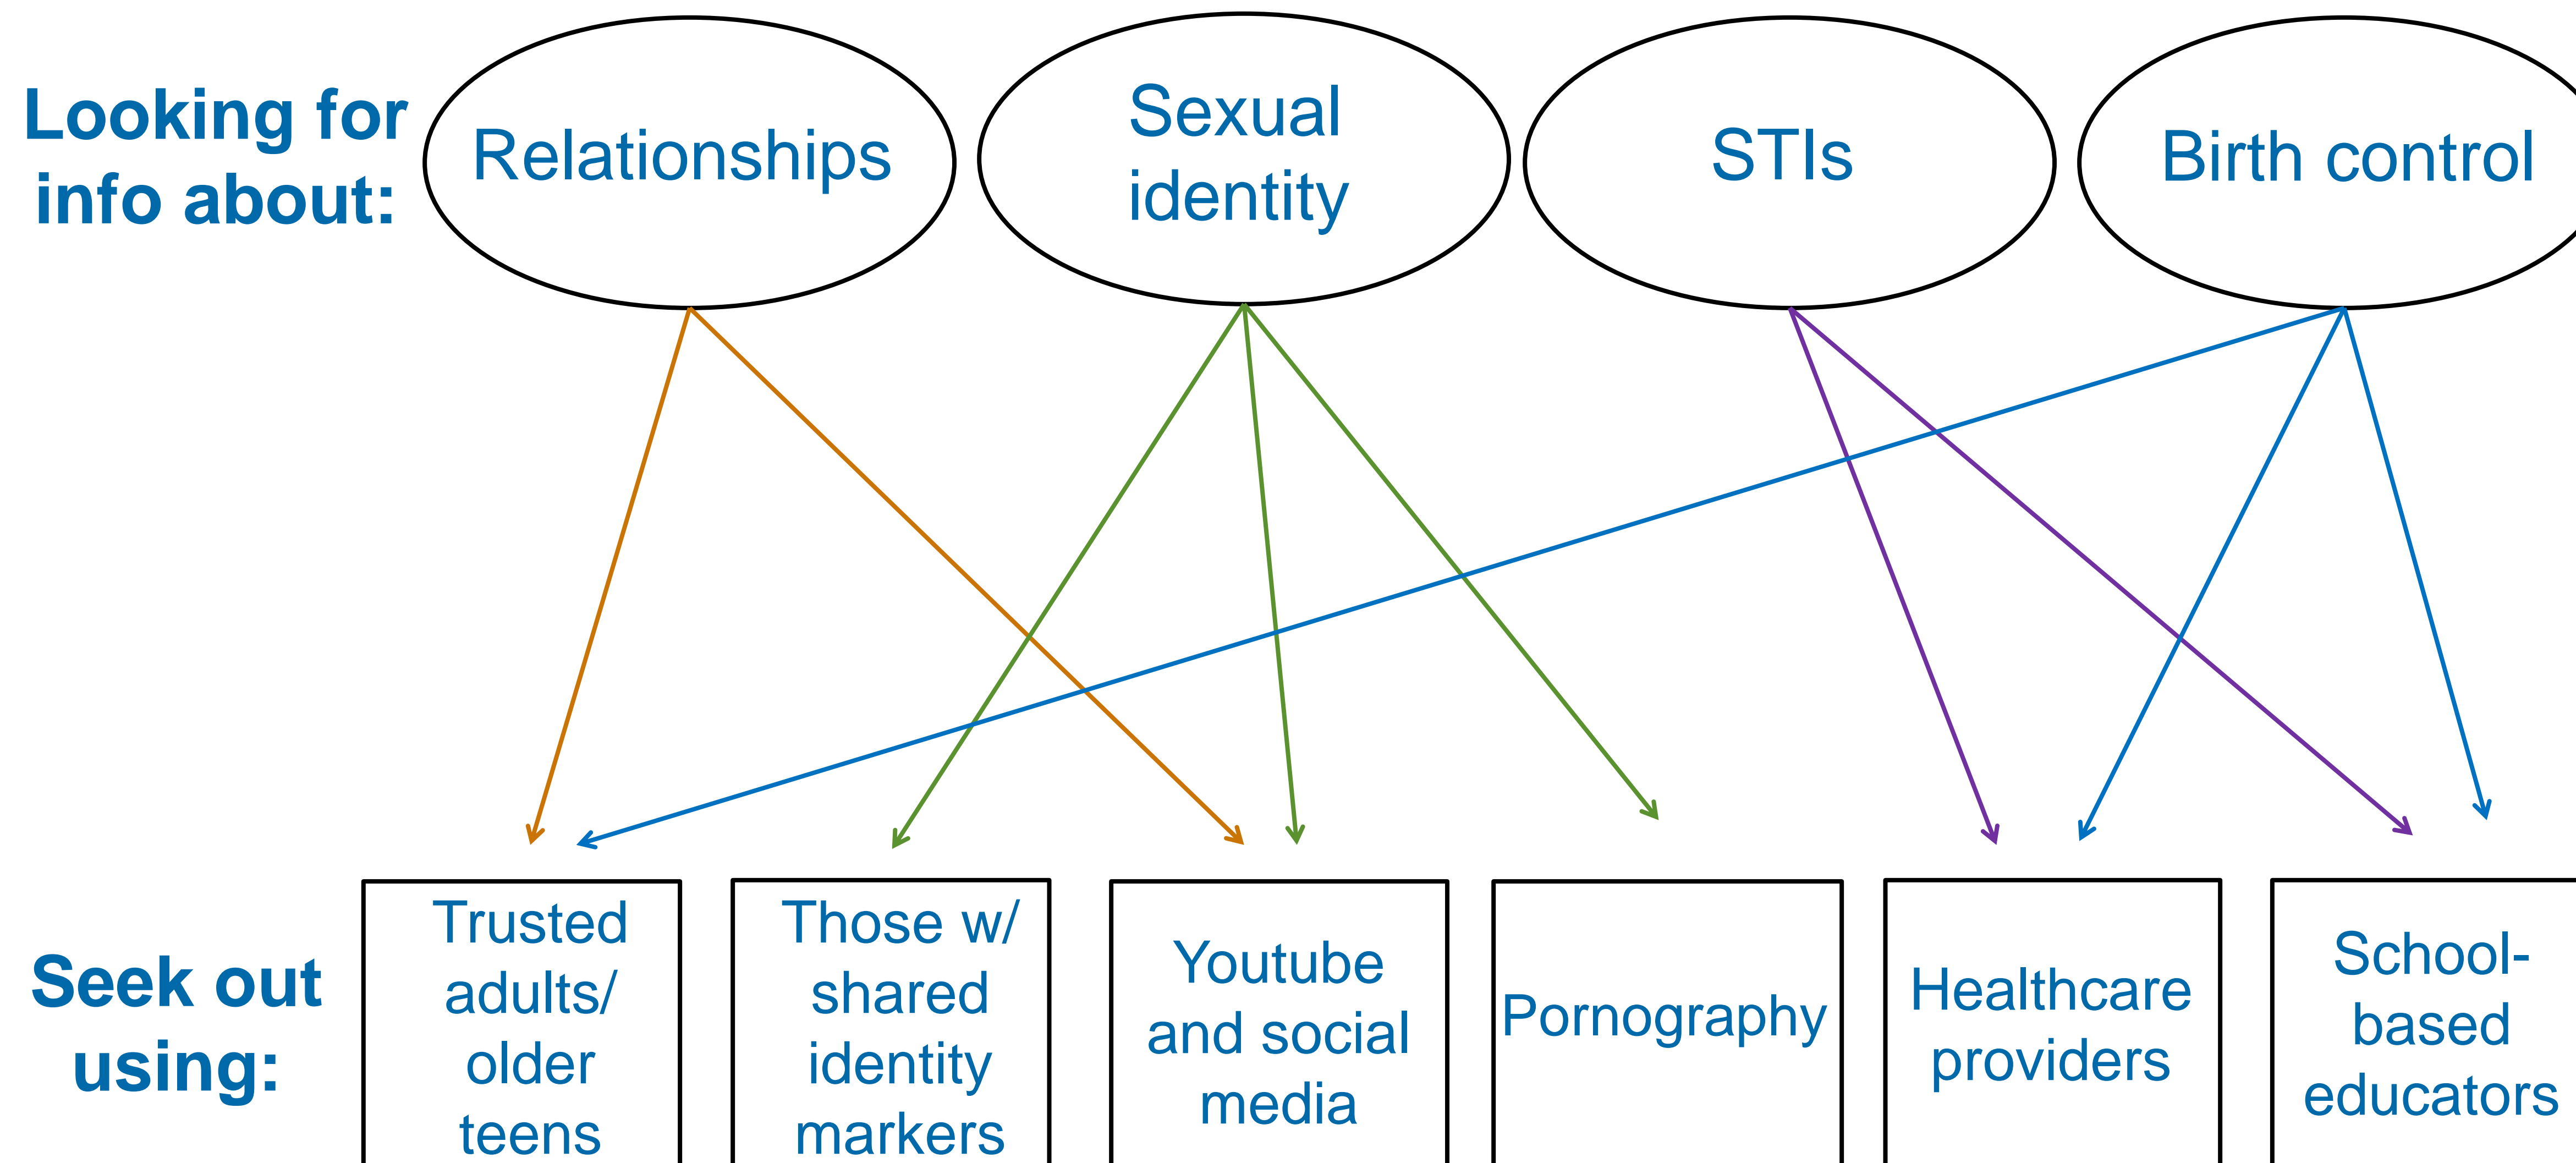 Looking for
info about:
Relationships
Sexual
identity
STIs
Birth control
Seek out
using:
Trusted
adults/
older
teens
Those w/
shared
identity
markers
Youtube
and social
media
Pornography
Healthcare
providers
School-
based
educators